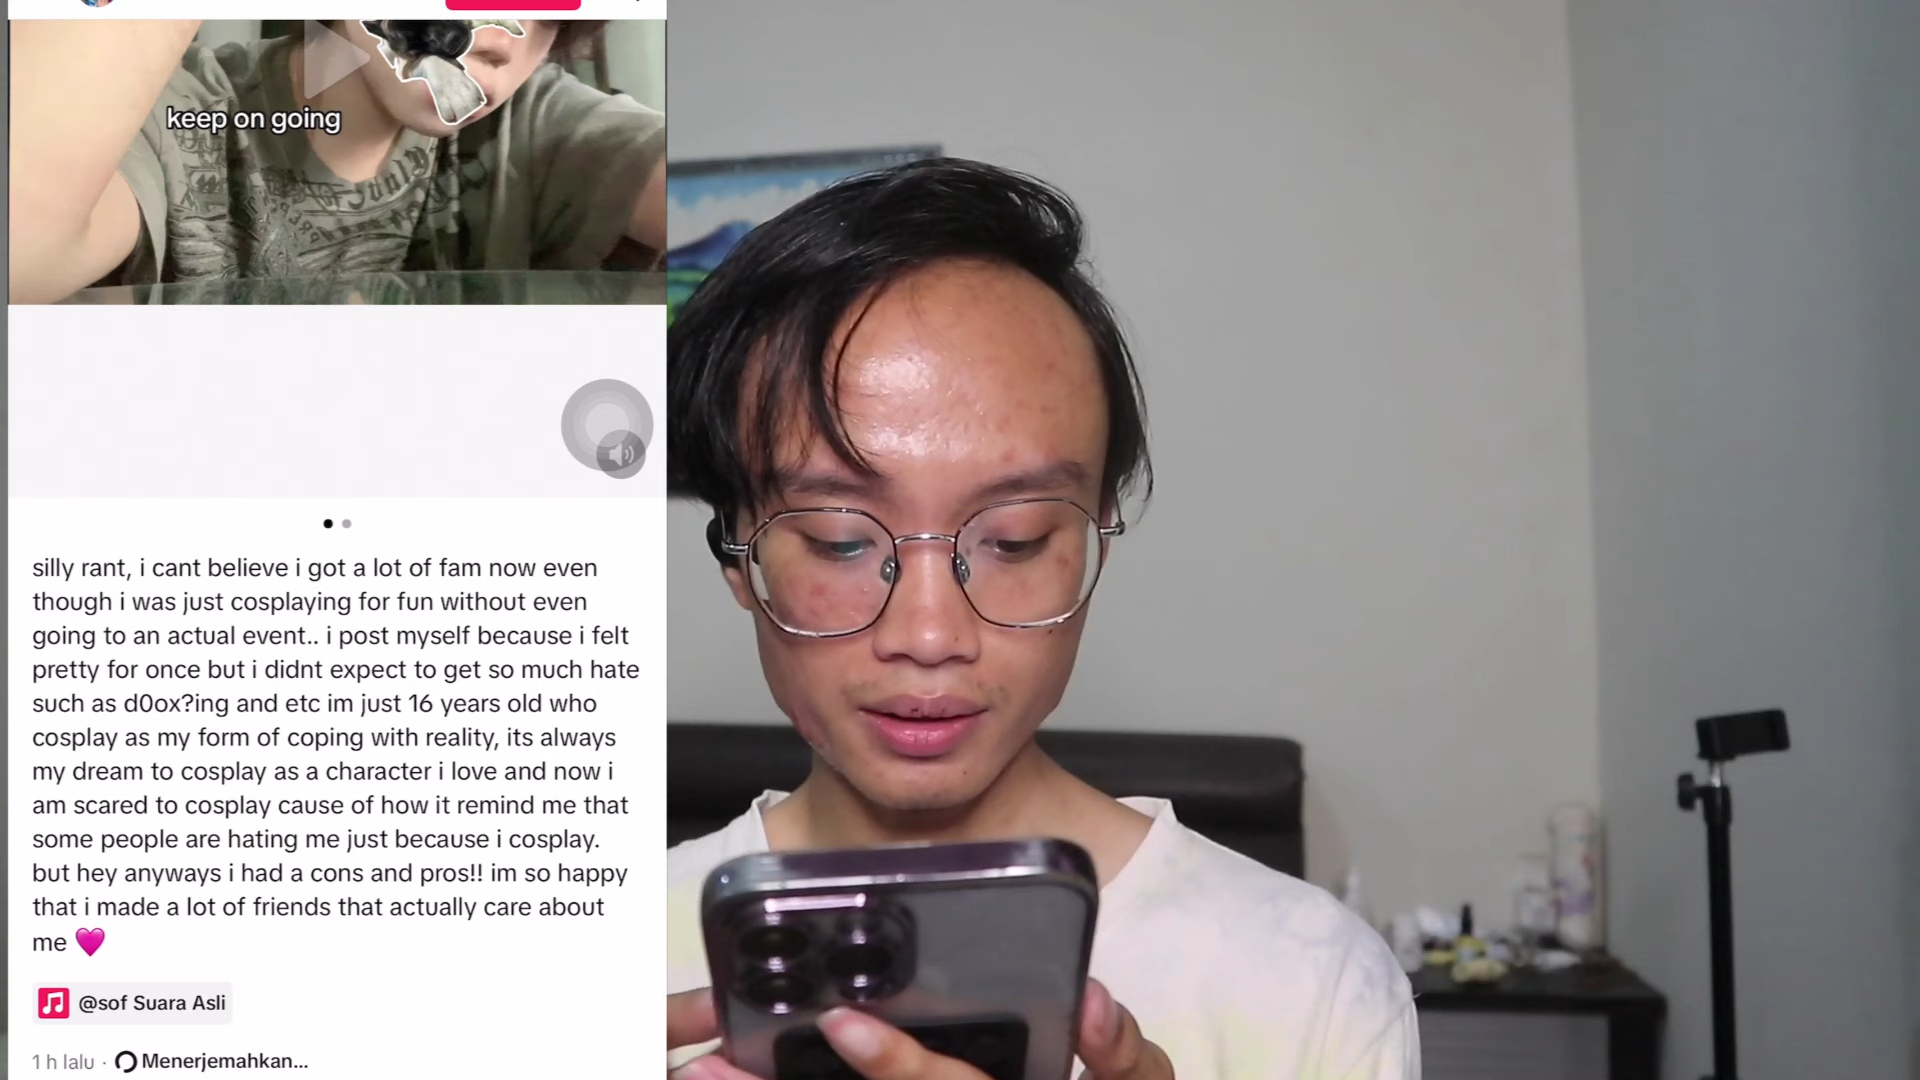 keep on going
silly rant, i cant believe i got a lot of fam now even
though i was just cosplaying for fun without even
going to an actual event.. i post myself because i felt
pretty for once but i didnt expect to get so much hate
such as d0ox?ing and etc im just 16 years old who
cosplay as my form of coping with reality, its always
my dream to cosplay as a character i love and now i
am scared to cosplay cause of how it remind me that
some people are hating me just because i cosplay.
but hey anyways i had a cons and pros!! im so happy
that i made a lot of friends that actually care about
me 💜
@sof Suara Asli
1 h lalu · Menerjemahkan...